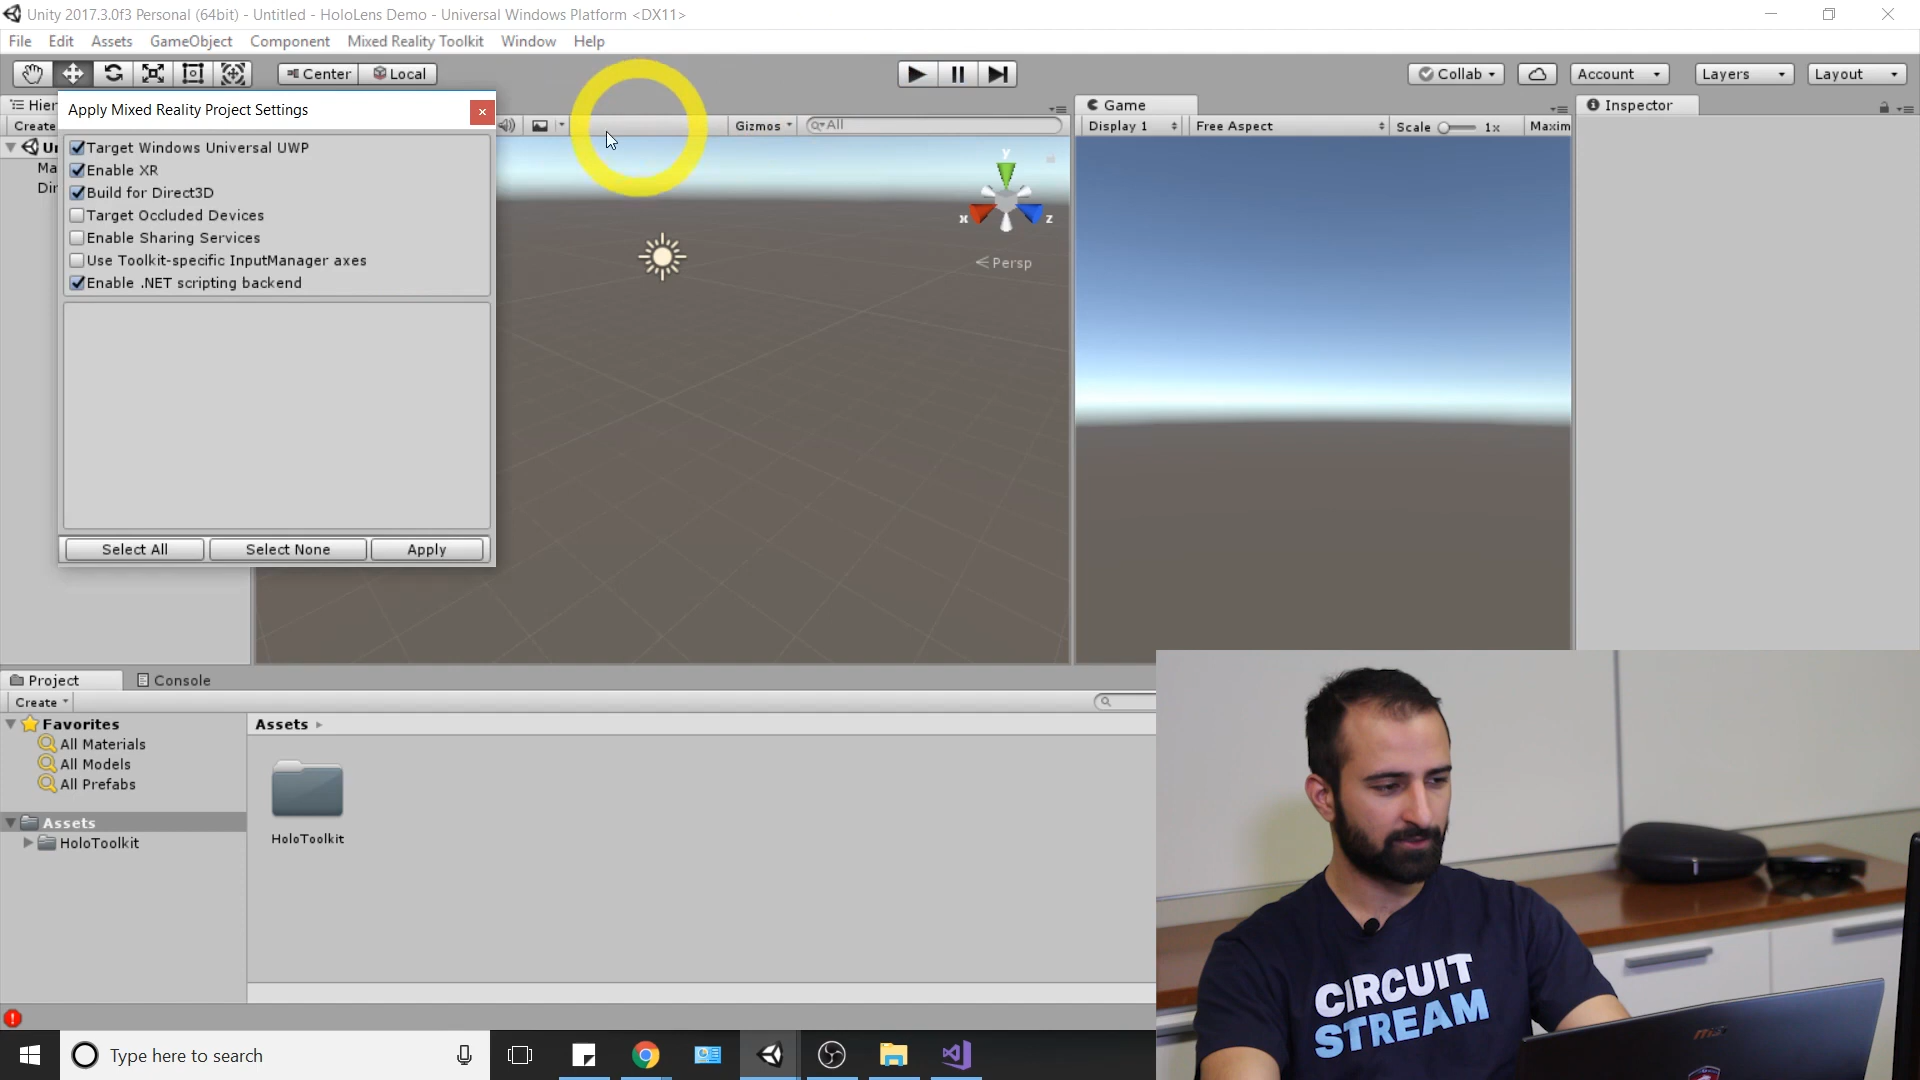 Unity 2017.3.0f3 Personal (64bit) - Untitled - HoloLens Demo - Universal Windows Platform <DX11>
File Edit Assets GameObject Component Mixed Reality Toolkit Window Help
Center Local Collab Account Layers Layout
Hier
Apply Mixed Reality Project Settings
Game
Inspector
Create
Gizmos
All
Display 1
Free Aspect
Scale 1x
Maxim
Target Windows Universal UWP
Enable XR
Build for Direct3D
Target Occluded Devices
Enable Sharing Services
Use Toolkit-specific InputManager axes
Enable .NET scripting backend
Ma
Dir
y
x
z
Persp
Select All
Select None
Apply
Project
Console
Create
Favorites
All Materials
All Models
All Prefabs
Assets
HoloToolkit
Assets
HoloToolkit
CIRCUIT
STREAM
msi
Type here to search